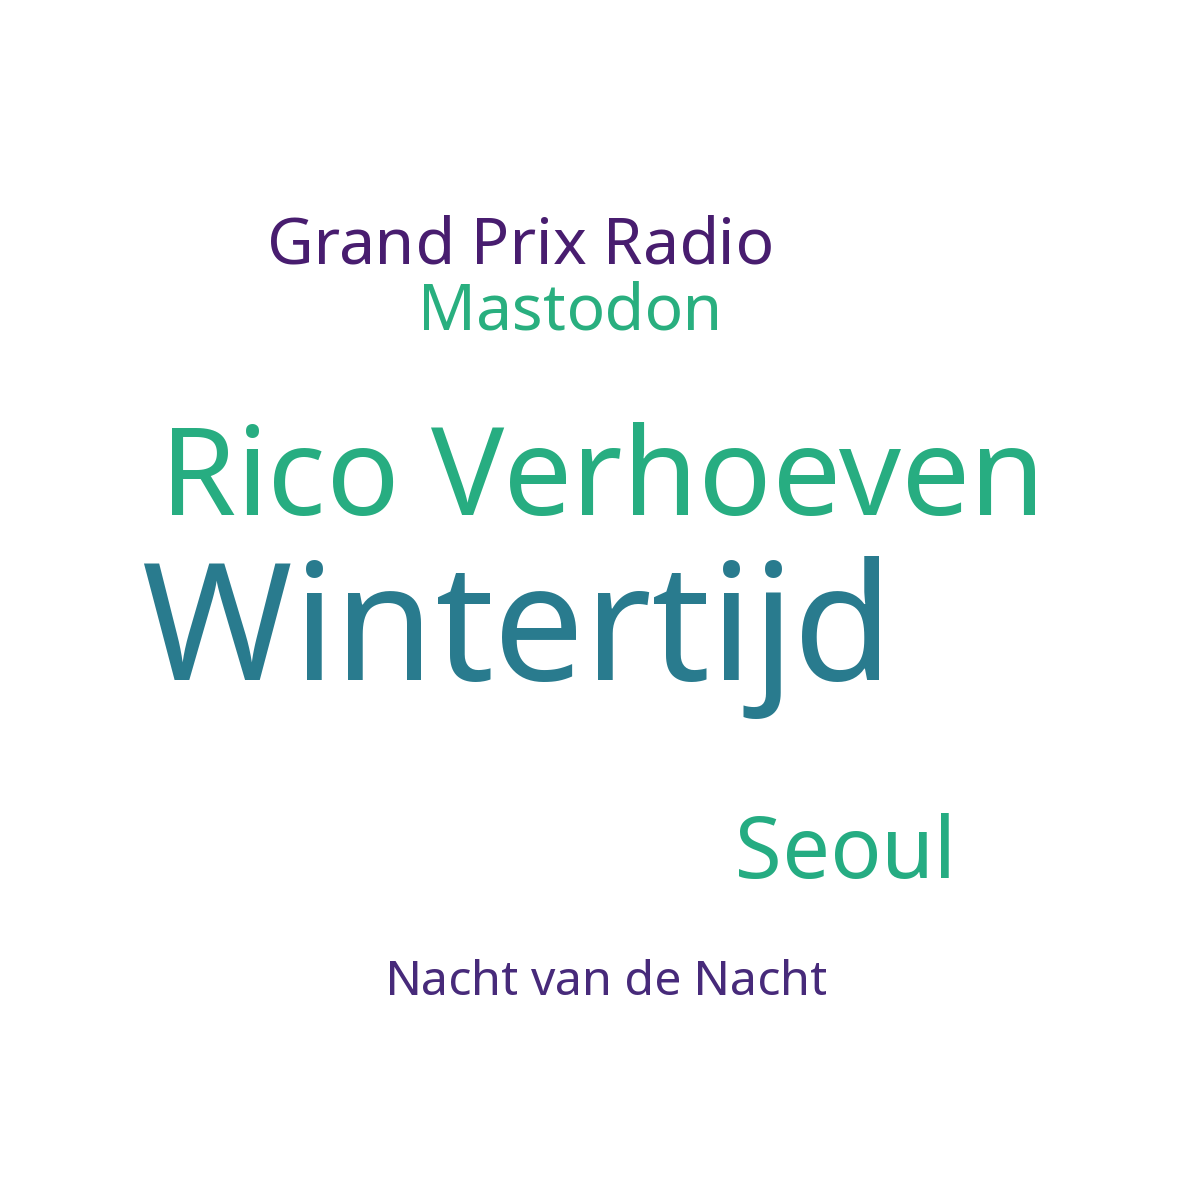 Grand Prix Radio
Mastodon
Rico Verhoeven
Wintertijd
Seoul
Nacht van de Nacht